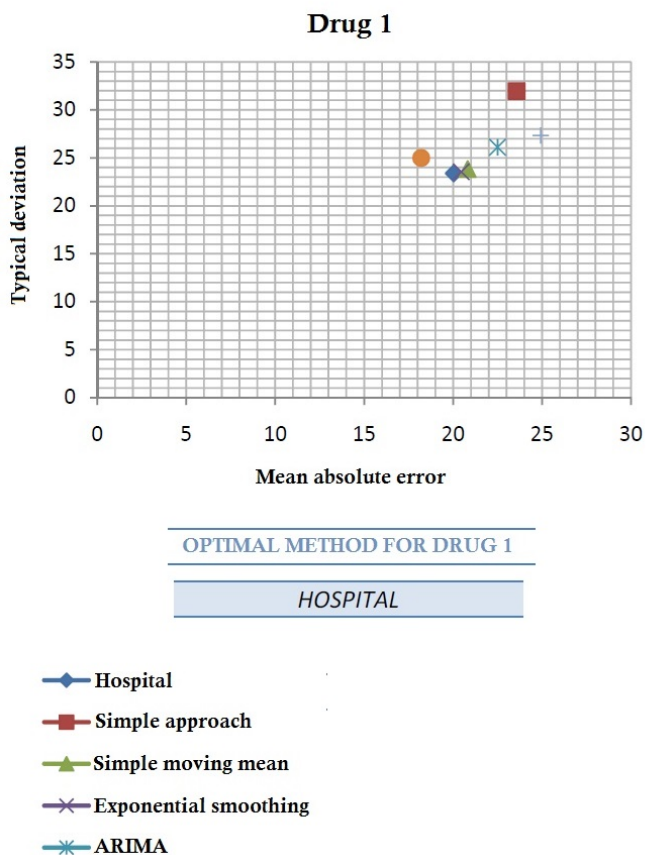 Drug 1
35
30
25
20
15
10
5
0
Typical deviation
0 5 10 15 20 25 30
Mean absolute error
OPTIMAL METHOD FOR DRUG 1
HOSPITAL
Hospital
Simple approach
Simple moving mean
Exponential smoothing
ARIMA